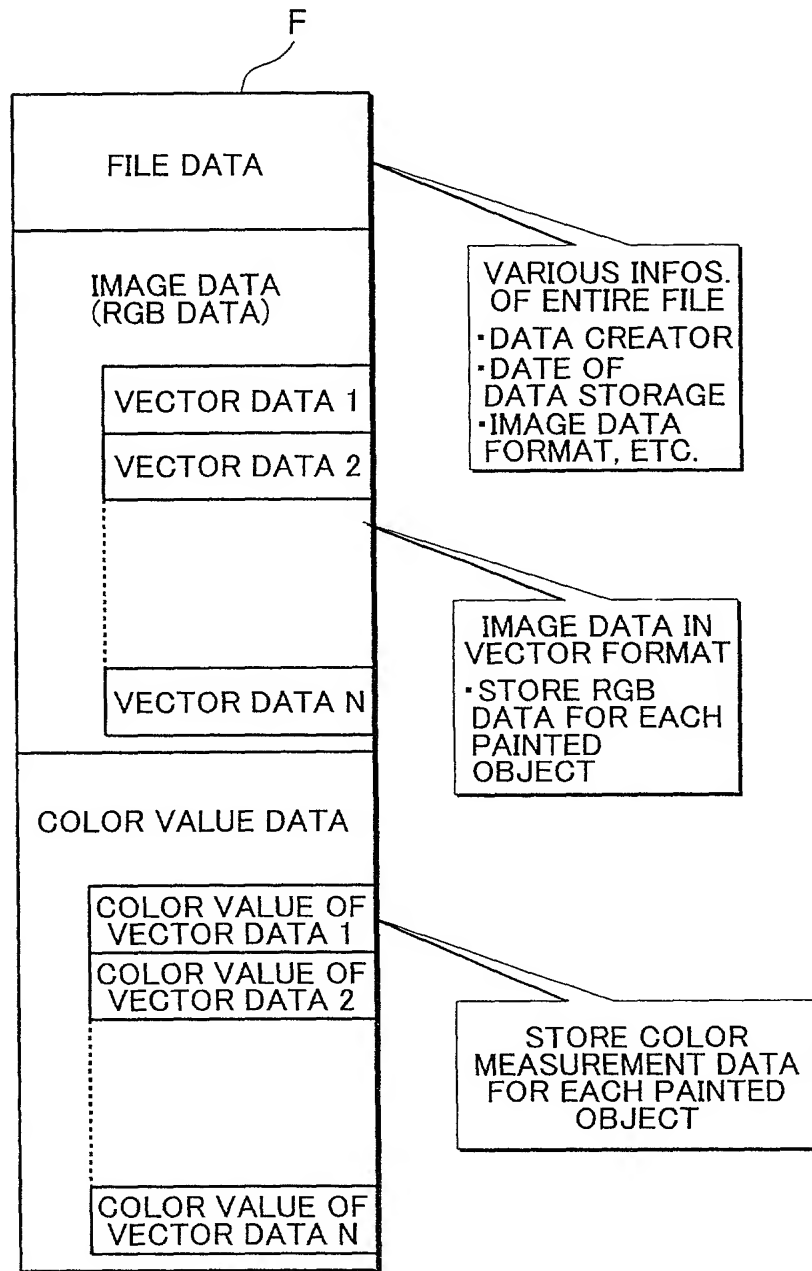 F
FILE DATA
VARIOUS INFOS.
OF ENTIRE FILE
・DATA CREATOR
・DATE OF
DATA STORAGE
・IMAGE DATA
FORMAT, ETC.
IMAGE DATA
(RGB DATA)
VECTOR DATA 1
VECTOR DATA 2
VECTOR DATA N
IMAGE DATA IN
VECTOR FORMAT
・STORE RGB
DATA FOR EACH
PAINTED
OBJECT
COLOR VALUE DATA
COLOR VALUE OF
VECTOR DATA 1
COLOR VALUE OF
VECTOR DATA 2
COLOR VALUE OF
VECTOR DATA N
STORE COLOR
MEASUREMENT DATA
FOR EACH PAINTED
OBJECT